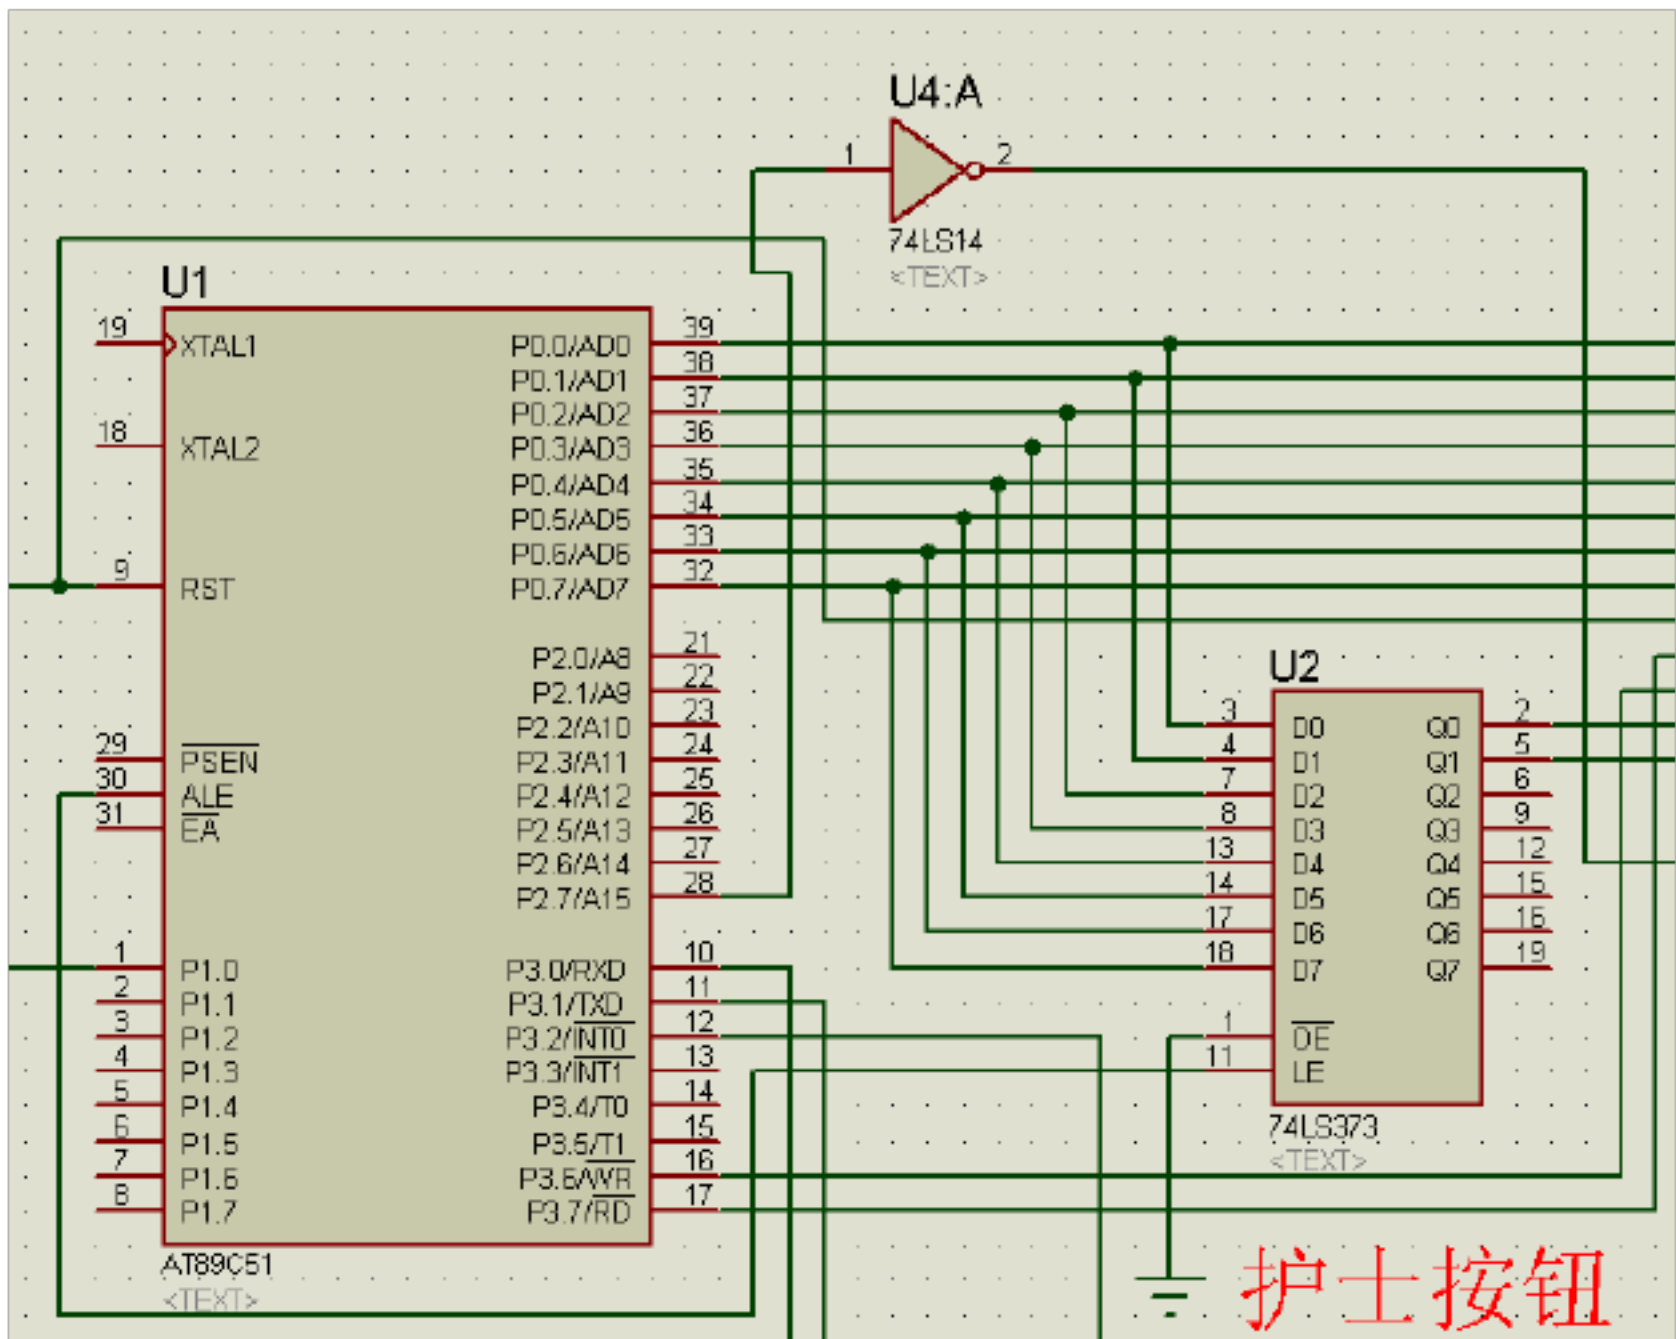 U4:A
1
2
74LS14
<TEXT>
U1
19 XTAL1 P0.0/AD0 39
P0.1/AD1 38
P0.2/AD2 37
18 XTAL2 P0.3/AD3 36
P0.4/AD4 35
P0.5/AD5 34
P0.6/AD6 33
9 RST P0.7/AD7 32
P2.0/A8 21
P2.1/A9 22
P2.2/A10 23
29 PSEN P2.3/A11 24
30 ALE P2.4/A12 25
31 EA P2.5/A13 26
P2.6/A14 27
P2.7/A15 28
1 P1.0 P3.0/RXD 10
2 P1.1 P3.1/TXD 11
3 P1.2 P3.2/INT0 12
4 P1.3 P3.3/INT1 13
5 P1.4 P3.4/T0 14
6 P1.5 P3.5/T1 15
7 P1.6 P3.6/WR 16
8 P1.7 P3.7/RD 17
AT89C51
<TEXT>
U2
3 D0 Q0 2
4 D1 Q1 5
7 D2 Q2 6
8 D3 Q3 9
13 D4 Q4 12
14 D5 Q5 15
17 D6 Q6 16
18 D7 Q7 19
1 OE
11 LE
74LS373
<TEXT>
护士按钮